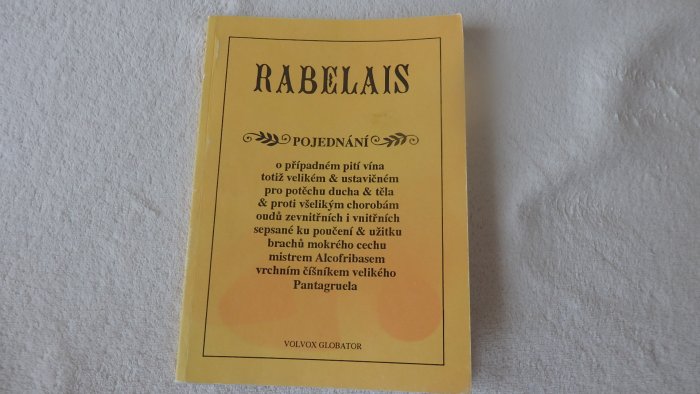 RABELAIS
POJEDNÁNÍ
o případném pití vína
totiž velikém & ustavičném
pro potěchu ducha & těla
& proti všelikým chorobám
oudů zevnitřních i vnitřních
sepsané ku poučení & užitku
brachů mokrého cechu
mistrem Alcofribasem
vrchním číšníkem velikého
Pantagruela
VOLVOX GLOBATOR